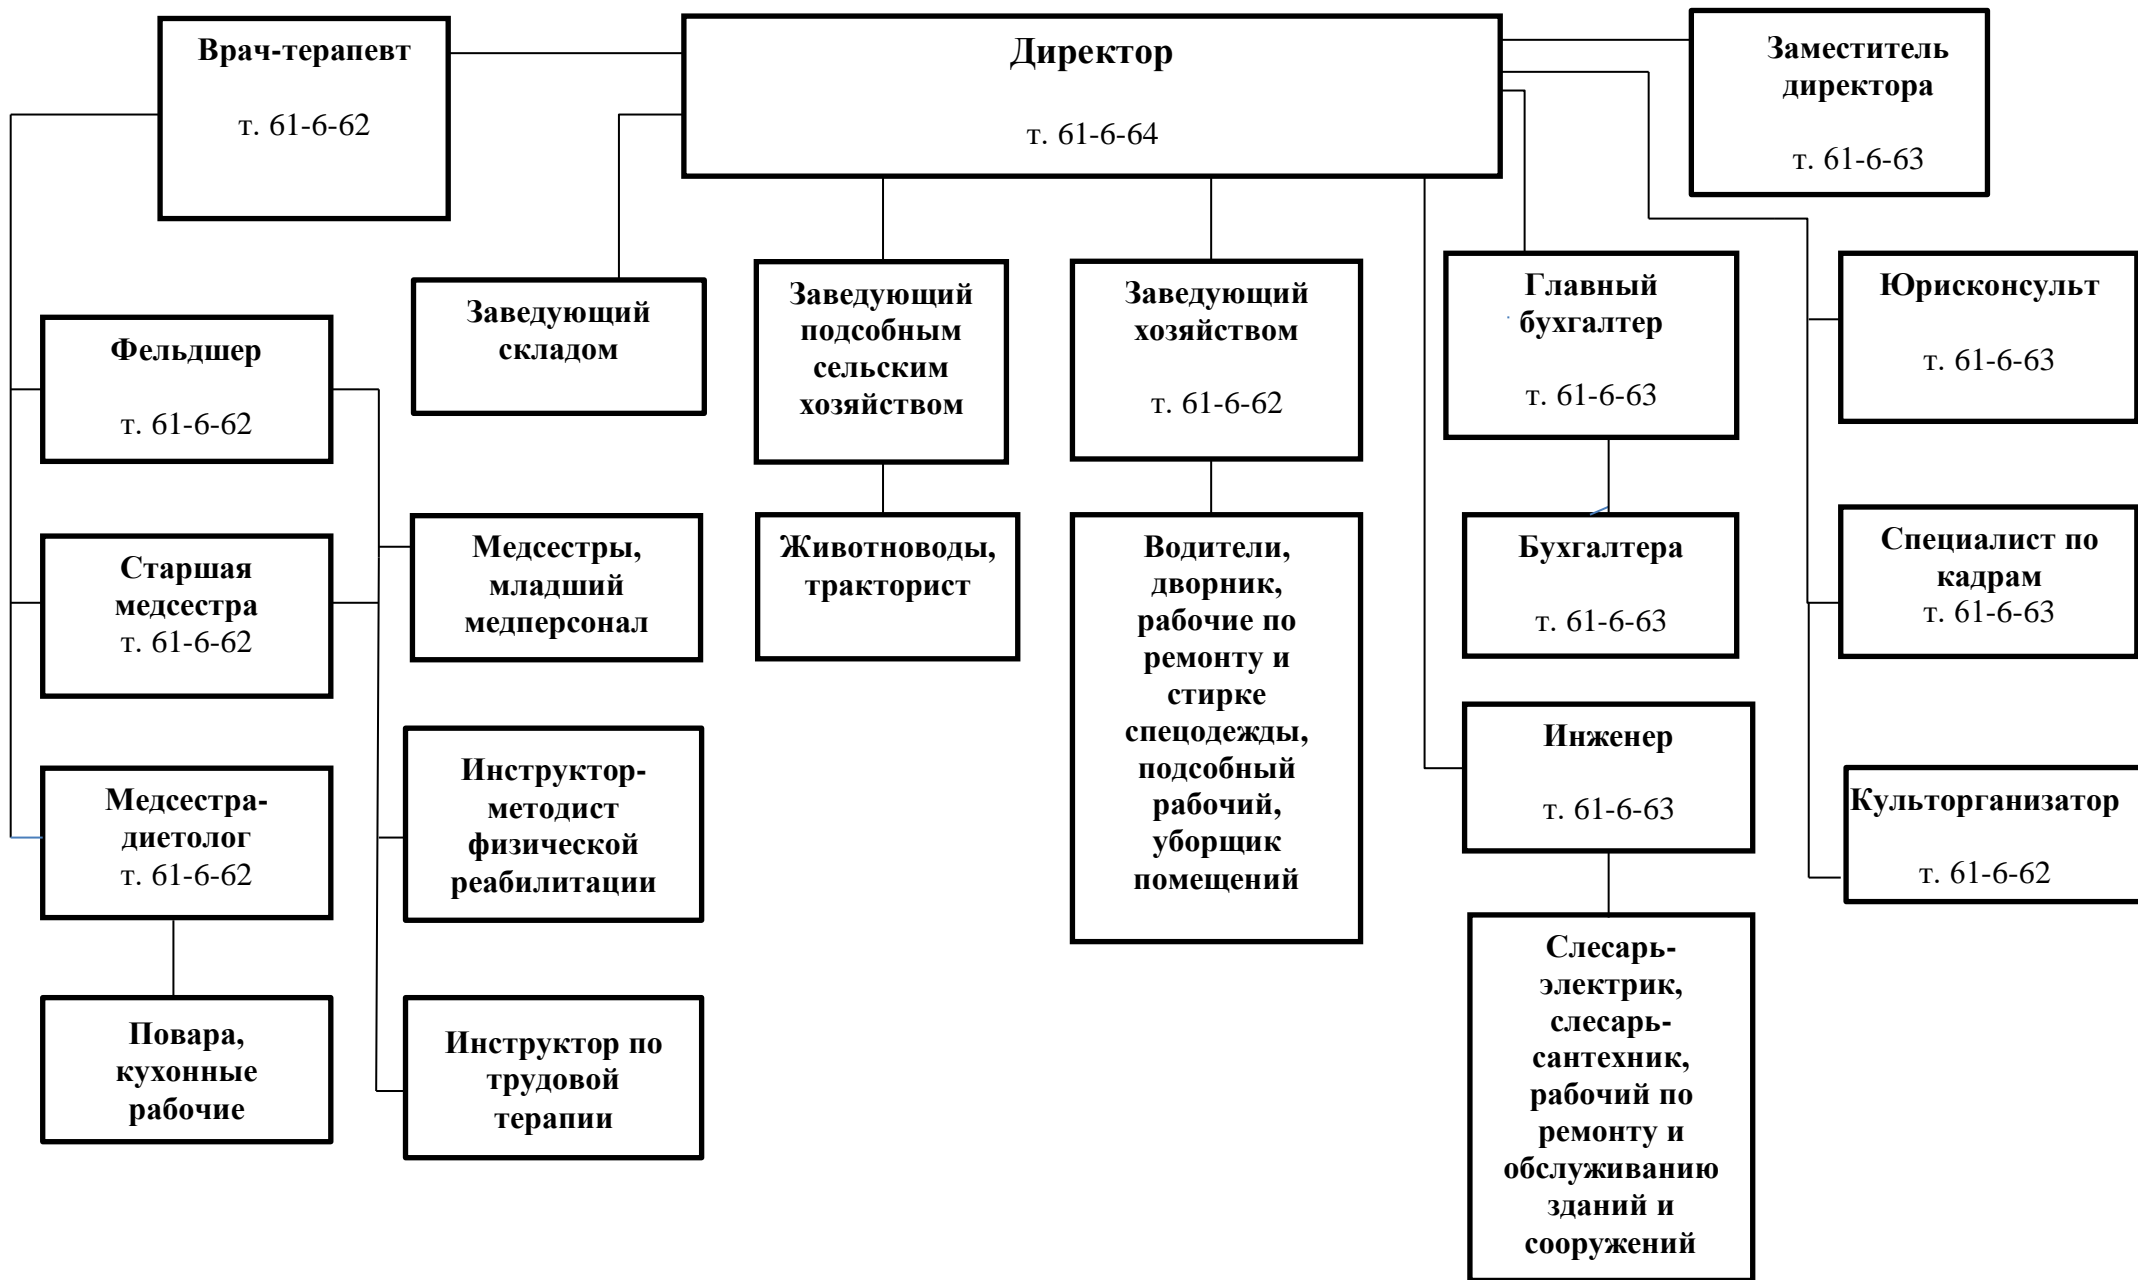 Врач-терапевт
т. 61-6-62
Директор
т. 61-6-64
Заместитель
директора
т. 61-6-63
Заведующий
складом
Заведующий
подсобным
сельским
хозяйством
Заведующий
хозяйством
т. 61-6-62
Главный
бухгалтер
т. 61-6-63
Юрисконсульт
т. 61-6-63
Фельдшер
т. 61-6-62
Старшая
медсестра
т. 61-6-62
Медсестры,
младший
медперсонал
Животноводы,
тракторист
Водители,
дворник,
рабочие по
ремонту и
стирке
спецодежды,
подсобный
рабочий,
уборщик
помещений
Бухгалтера
т. 61-6-63
Специалист по
кадрам
т. 61-6-63
Медсестра-
диетолог
т. 61-6-62
Инструктор-
методист
физической
реабилитации
Инженер
т. 61-6-63
Культорганизатор
т. 61-6-62
Повара,
кухонные
рабочие
Инструктор по
трудовой
терапии
Слесарь-
электрик,
слесарь-
сантехник,
рабочий по
ремонту и
обслуживанию
зданий и
сооружений